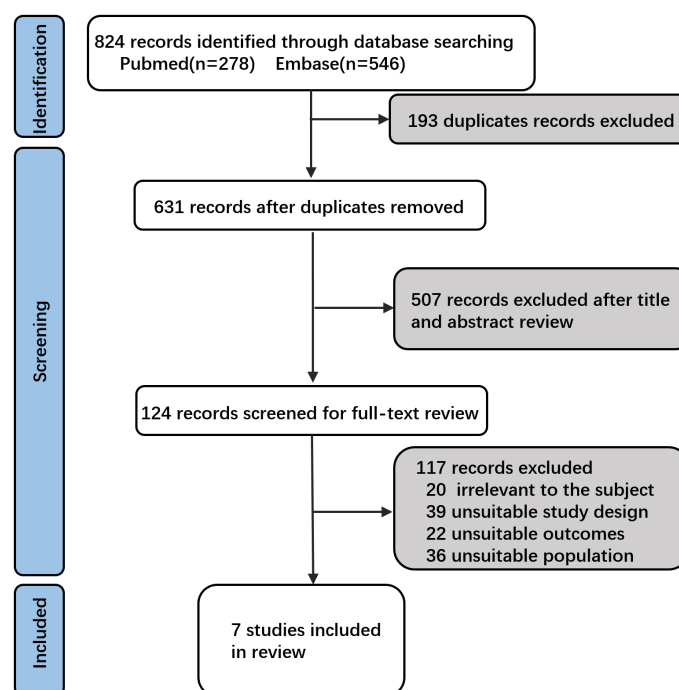 Identification
824 records identified through database searching
Pubmed(n=278) Embase(n=546)
193 duplicates records excluded
Screening
631 records after duplicates removed
507 records excluded after title
and abstract review
124 records screened for full-text review
117 records excluded
20 irrelevant to the subject
39 unsuitable study design
22 unsuitable outcomes
36 unsuitable population
Included
7 studies included
in review